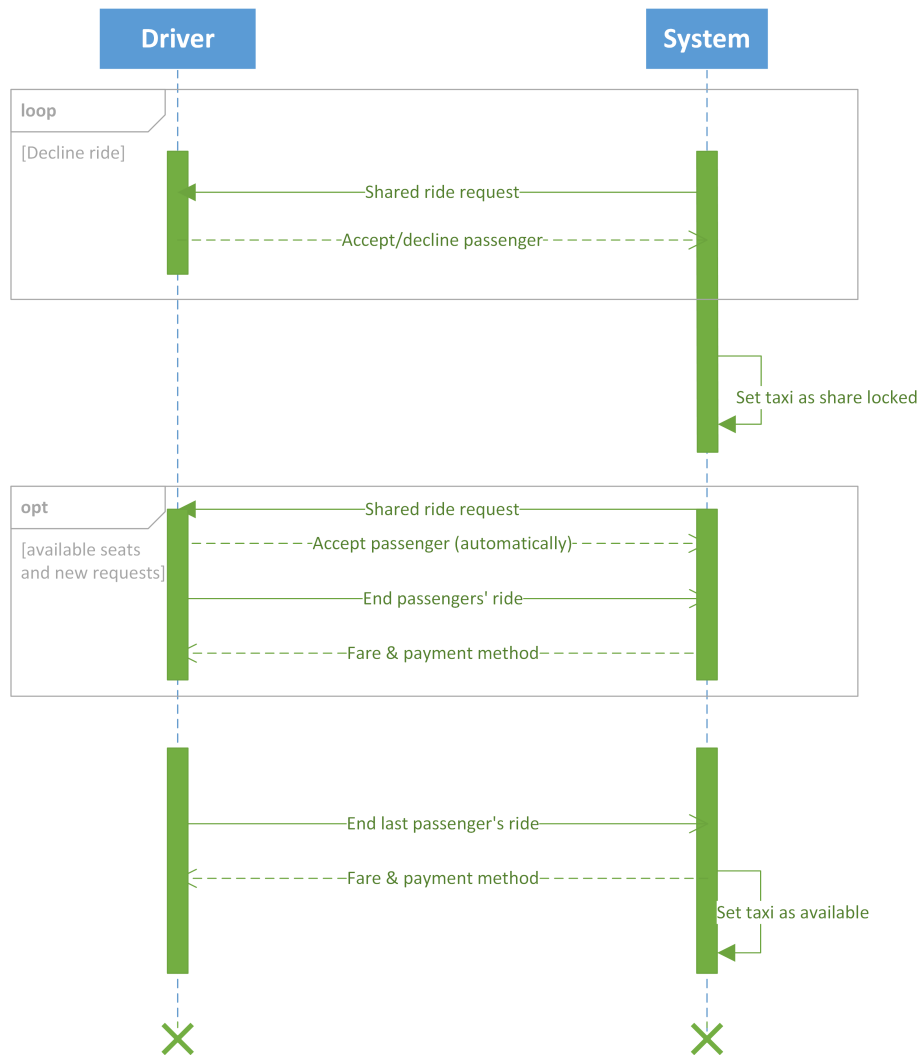 Driver
System
loop
[Decline ride]
Shared ride request
Accept/decline passenger
Set taxi as share locked
opt
Shared ride request
[available seats
and new requests]
Accept passenger (automatically)
End passengers' ride
Fare & payment method
End last passenger's ride
Fare & payment method
Set taxi as available